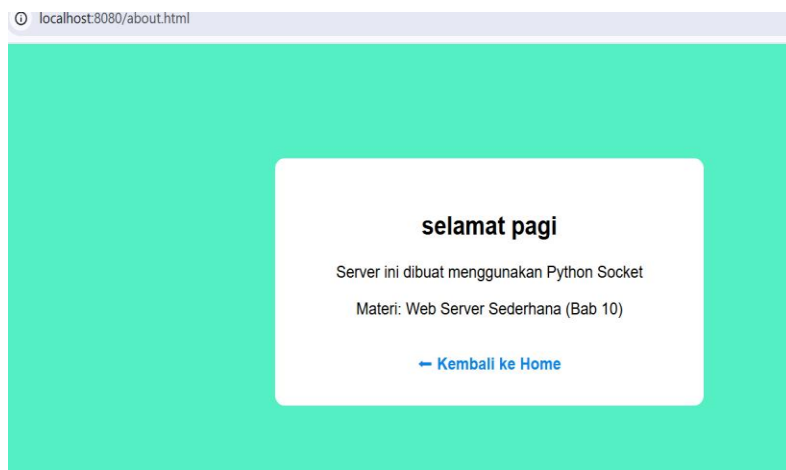 localhost:8080/about.html
selamat pagi
Server ini dibuat menggunakan Python Socket
Materi: Web Server Sederhana (Bab 10)
← Kembali ke Home